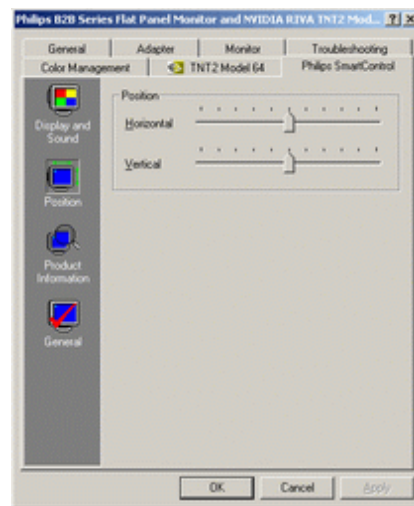 Philips B2B Series Flat Panel Monitor and NVIDIA RIVA TNT2 Mod...
General Adapter Monitor Troubleshooting
Color Management TNT2 Model 64 Philips SmartControl
Display and
Sound
Position
Product
Information
General
Position
Horizontal
Vertical
OK Cancel Apply